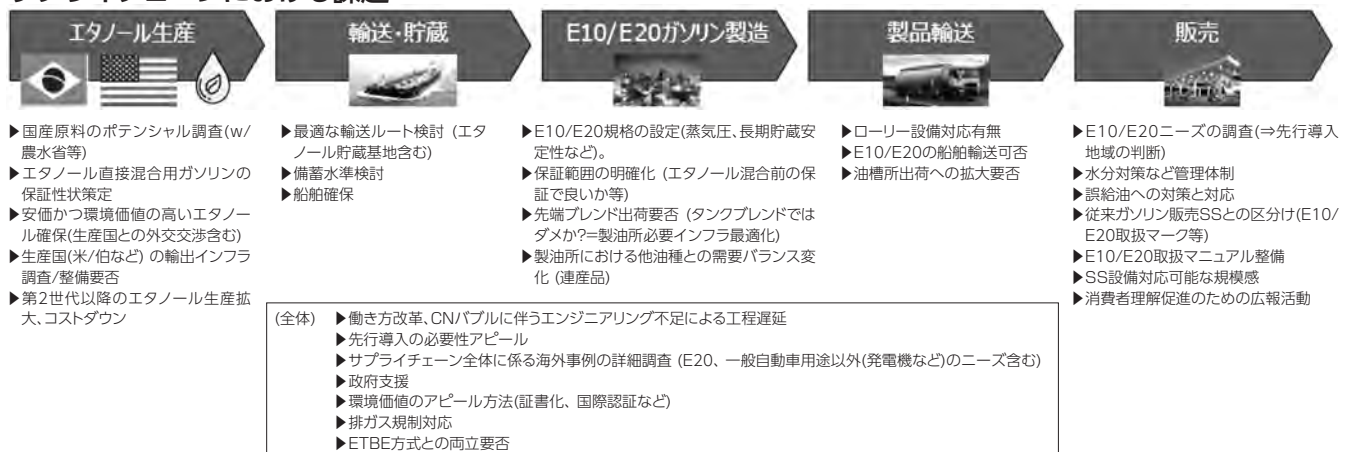 エタノール生産
▶国産原料のポテンシャル調査(w/
農水省等)
▶エタノール直接混合用ガソリンの
保証性状策定
▶安価かつ環境価値の高いエタノー
ル確保(生産国との外交交渉含む)
▶生産国(米/伯など) の輸出インフラ
調査/整備要否
▶第2世代以降のエタノール生産拡
大、コストダウン
輸送・貯蔵
▶最適な輸送ルート検討 (エタ
ノール貯蔵基地含む)
▶備蓄水準検討
▶船舶確保
E10/E20ガソリン製造
▶E10/E20規格の設定(蒸気圧、長期貯蔵安
定性など)。
▶保証範囲の明確化 (エタノール混合前の保
証で良いか等)
▶先端ブレンド出荷要否 (タンクブレンドでは
ダメか?=製油所必要インフラ最適化)
▶製油所における他油種との需要バランス変
化 (連産品)
製品輸送
▶ローリー設備対応有無
▶E10/E20の船舶輸送可否
▶油槽所出荷への拡大要否
販売
▶E10/E20ニーズの調査(⇒先行導入
地域の判断)
▶水分対策など管理体制
▶誤給油への対策と対応
▶従来ガソリン販売SSとの区分け(E10/
E20取扱マーク等)
▶E10/E20取扱マニュアル整備
▶SS設備対応可能な規模感
▶消費者理解促進のための広報活動
(全体) ▶働き方改革、CNバブルに伴うエンジニアリング不足による工程遅延
▶先行導入の必要性アピール
▶サプライチェーン全体に係る海外事例の詳細調査 (E20、一般自動車用途以外(発電機など)のニーズ含む)
▶政府支援
▶環境価値のアピール方法(証書化、国際認証など)
▶排ガス規制対応
▶ETBE方式との両立要否